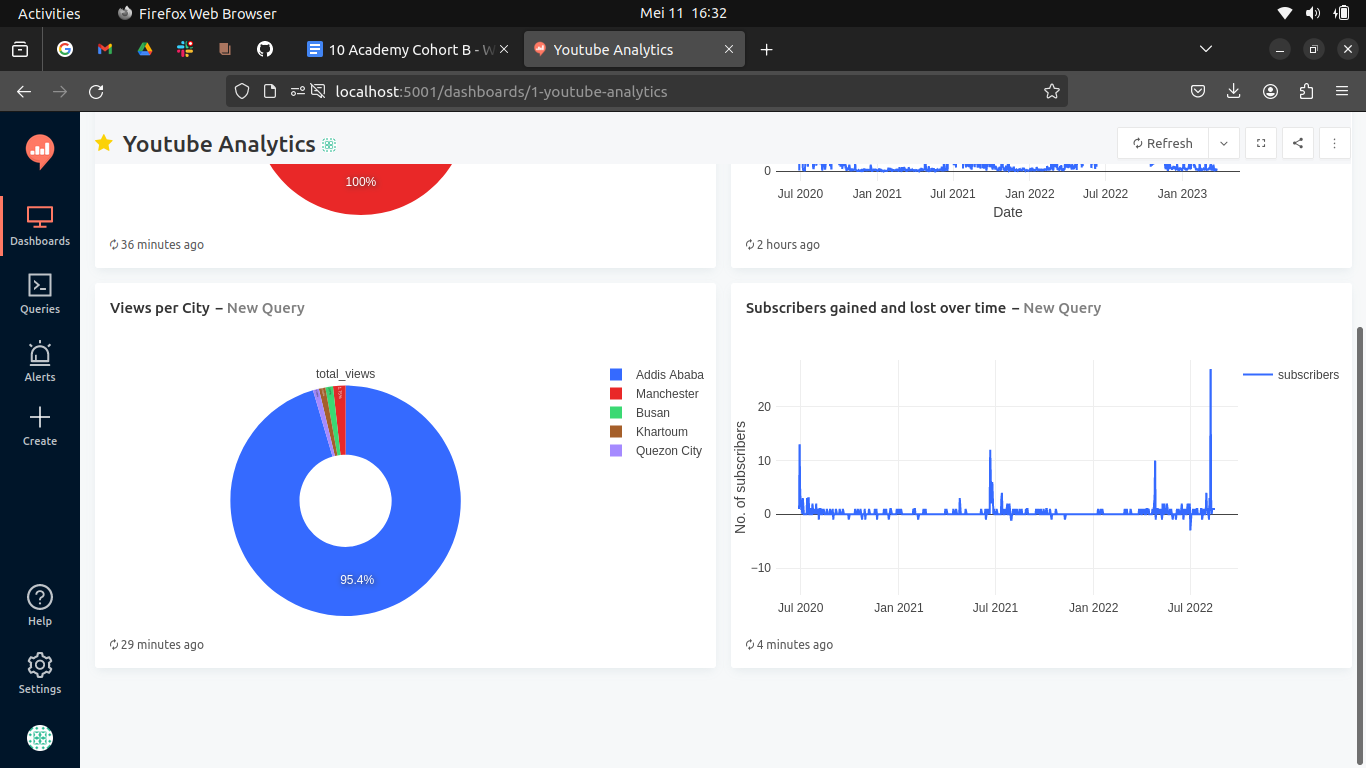 Activities
Firefox Web Browser
Mei 11 16:32
10 Academy Cohort B - W
Youtube Analytics
localhost:5001/dashboards/1-youtube-analytics
Youtube Analytics
Refresh
Dashboards
Queries
Alerts
Create
Help
Settings
100%
36 minutes ago
0
Jul 2020 Jan 2021 Jul 2021 Jan 2022 Jul 2022 Jan 2023
Date
2 hours ago
Views per City – New Query
total_views
95.4%
Addis Ababa
Manchester
Busan
Khartoum
Quezon City
29 minutes ago
Subscribers gained and lost over time – New Query
subscribers
No. of subscribers
20
10
0
−10
Jul 2020 Jan 2021 Jul 2021 Jan 2022 Jul 2022
4 minutes ago